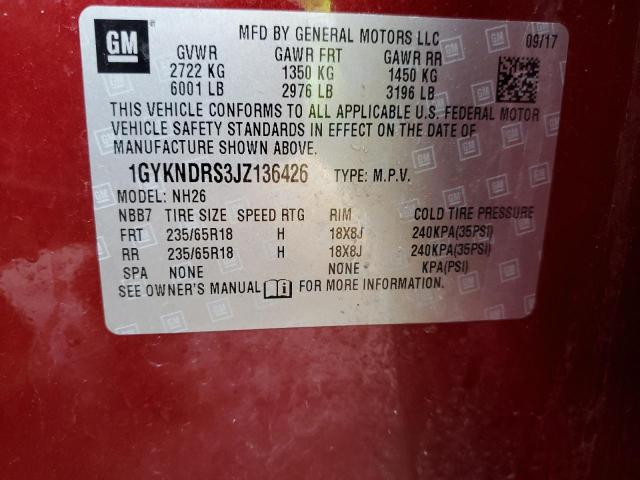 GM
MFD BY GENERAL MOTORS LLC
09/17
GVWR GAWR FRT GAWR RR
2722 KG 1350 KG 1450 KG
6001 LB 2976 LB 3196 LB
THIS VEHICLE CONFORMS TO ALL APPLICABLE U.S. FEDERAL MOTOR
VEHICLE SAFETY STANDARDS IN EFFECT ON THE DATE OF
MANUFACTURE SHOWN ABOVE.
1GYKNDRS3JZ136426 TYPE: M.P.V.
MODEL: NH26
NBB7 TIRE SIZE SPEED RTG RIM COLD TIRE PRESSURE
FRT 235/65R18 H 18X8J 240KPA(35PSI)
RR 235/65R18 H 18X8J 240KPA(35PSI)
SPA NONE NONE KPA(PSI)
SEE OWNER'S MANUAL FOR MORE INFORMATION.